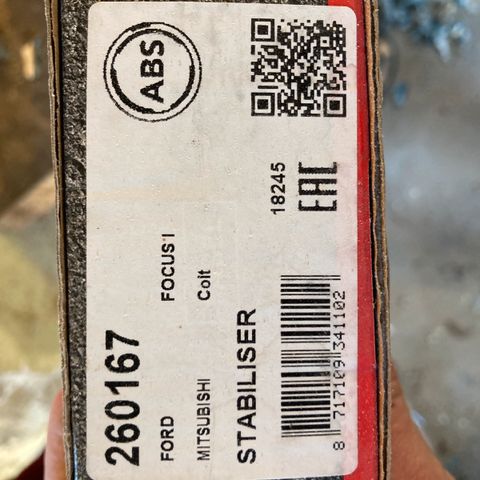 ABS
260167
FORD FOCUS I
MITSUBISHI Colt
STABILISER
18245
EAC
8 717109 341102